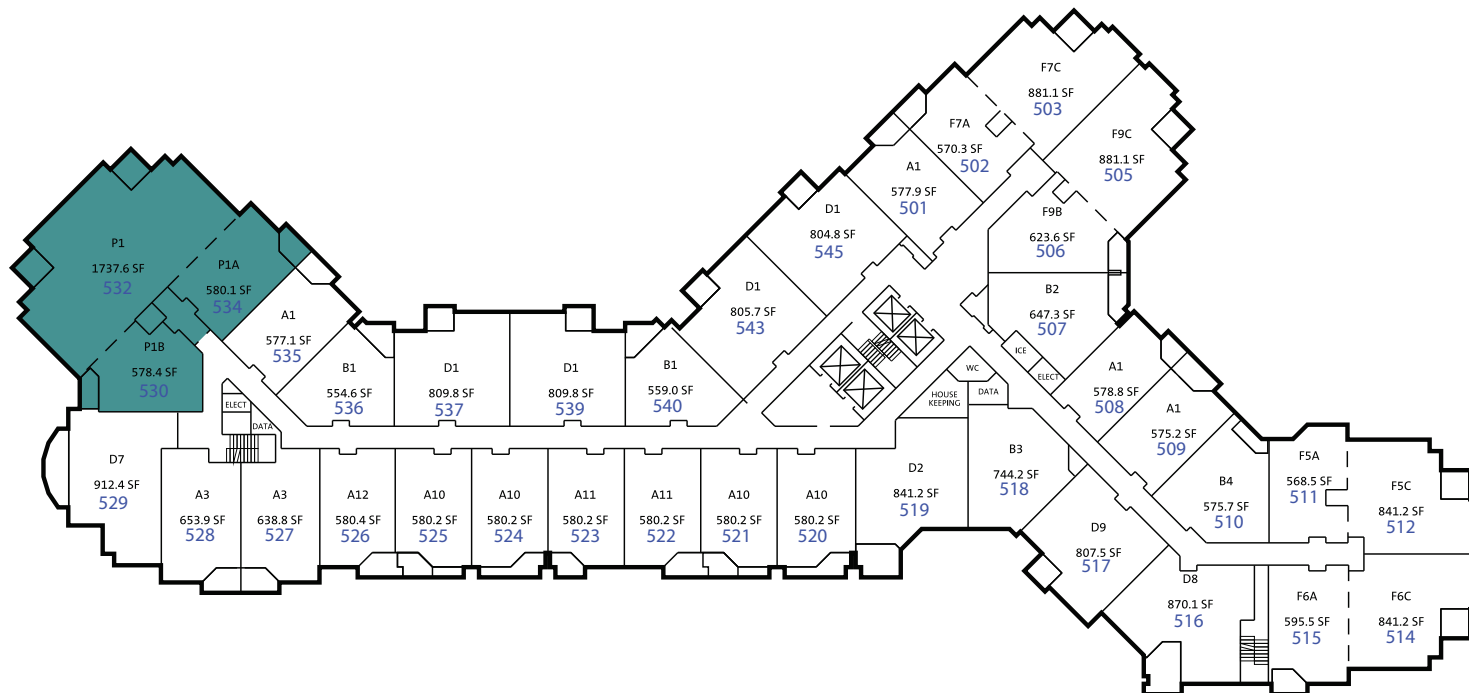 F7C
881.1 SF
503
F7A
570.3 SF
502
F9C
881.1 SF
505
A1
577.9 SF
501
D1
804.8 SF
545
F9B
623.6 SF
506
P1
1737.6 SF
532
P1A
580.1 SF
534
D1
805.7 SF
543
B2
647.3 SF
507
A1
577.1 SF
535
P1B
578.4 SF
530
B1
554.6 SF
536
D1
809.8 SF
537
D1
809.8 SF
539
B1
559.0 SF
540
ICE
ELECT
WC
HOUSE
KEEPING
DATA
A1
578.8 SF
508
A1
575.2 SF
509
ELECT
DATA
D7
912.4 SF
529
A3
653.9 SF
528
A3
638.8 SF
527
A12
580.4 SF
526
A10
580.2 SF
525
A10
580.2 SF
524
A11
580.2 SF
523
A11
580.2 SF
522
A10
580.2 SF
521
A10
580.2 SF
520
D2
841.2 SF
519
B3
744.2 SF
518
B4
575.7 SF
510
F5A
568.5 SF
511
F5C
841.2 SF
512
D9
807.5 SF
517
D8
870.1 SF
516
F6A
595.5 SF
515
F6C
841.2 SF
514